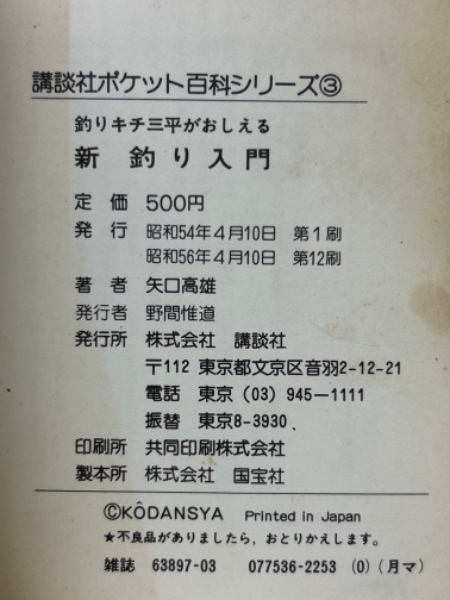 講談社ポケット百科シリーズ③
釣りキチ三平がおしえる
新 釣り入門
定 価 500円
発 行 昭和54年4月10日 第1刷
昭和56年4月10日 第12刷
著 者 矢口高雄
発行者 野間惟道
発行所 株式会社 講談社
〒112 東京都文京区音羽2-12-21
電話 東京(03)945-1111
振替 東京8-3930
印刷所 共同印刷株式会社
製本所 株式会社 国宝社
©KÔDANSYA Printed in Japan
★不良品がありましたら,おとりかえします。
雑誌 63897-03 077536-2253 (0)(月マ)